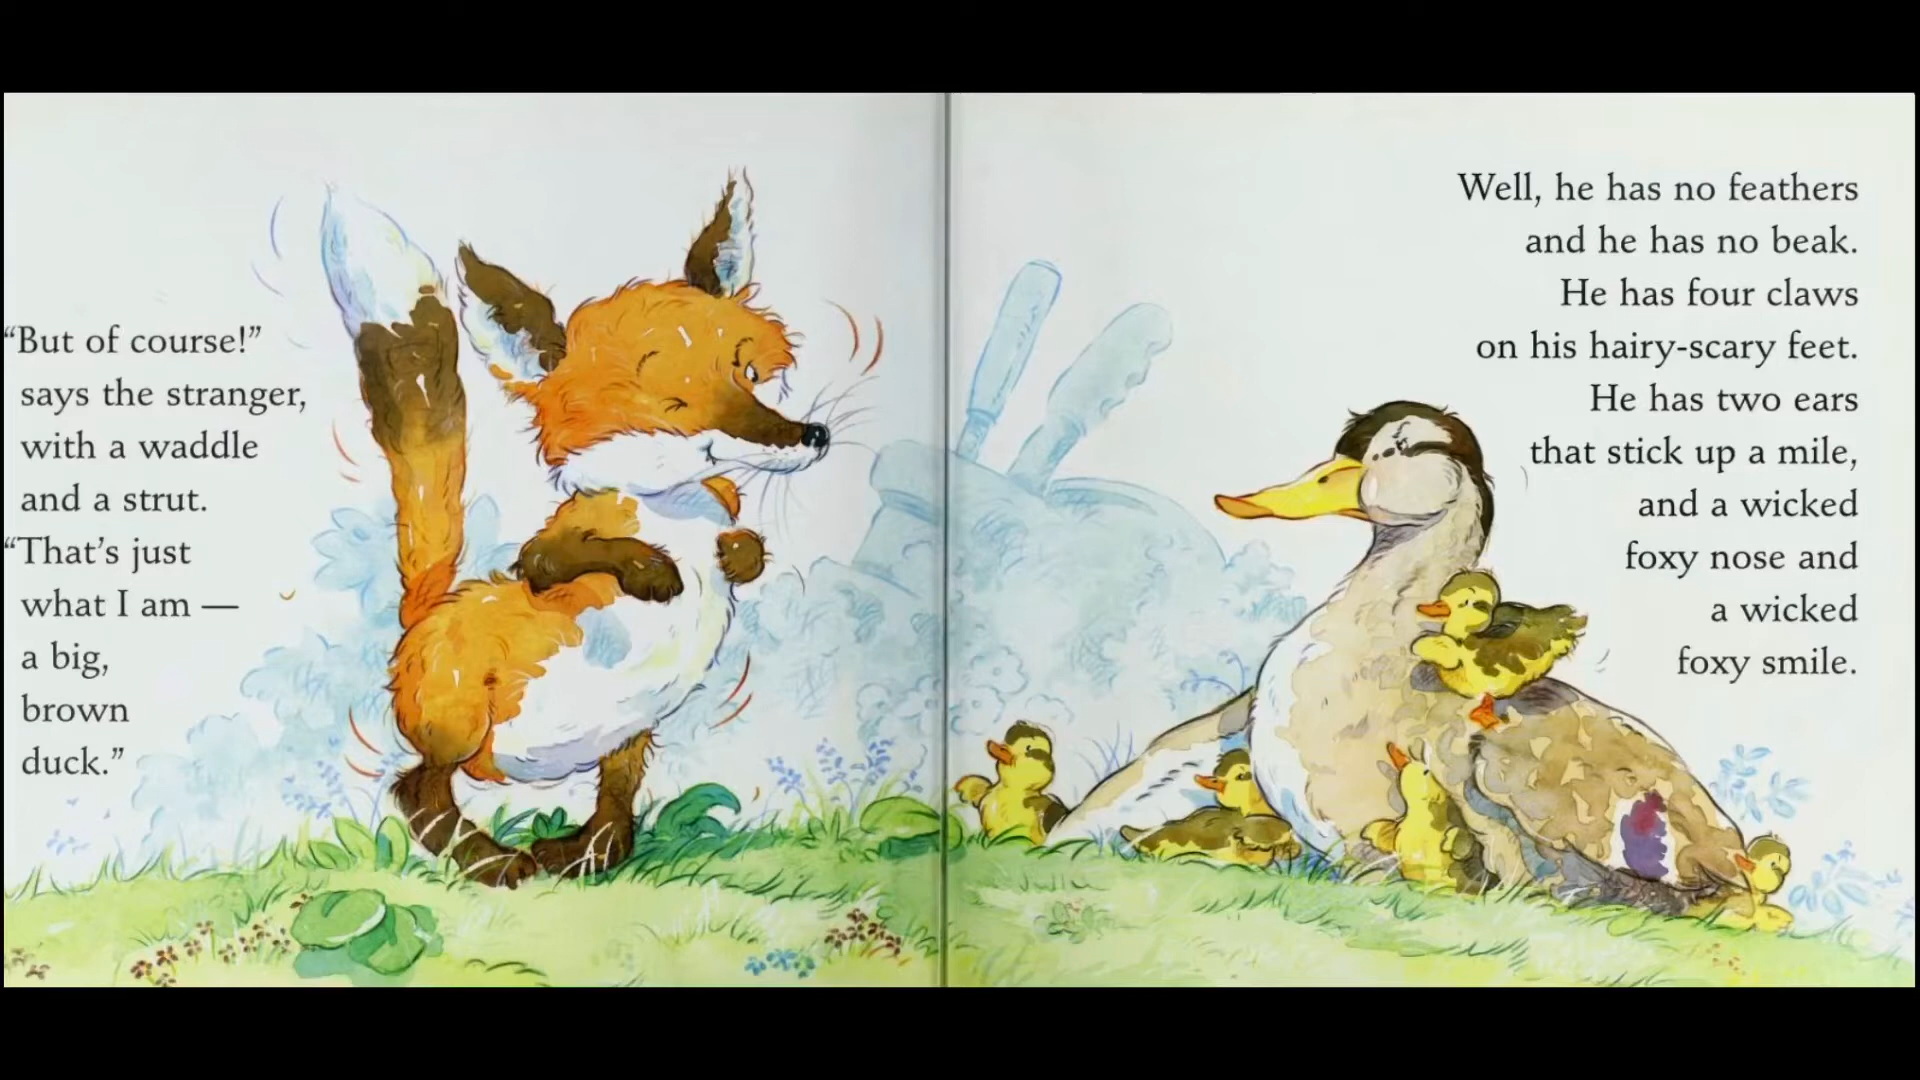 “But of course!”
says the stranger,
with a waddle
and a strut.
“That’s just
what I am —
a big,
brown
duck.”
Well, he has no feathers
and he has no beak.
He has four claws
on his hairy-scary feet.
He has two ears
that stick up a mile,
and a wicked
foxy nose and
a wicked
foxy smile.